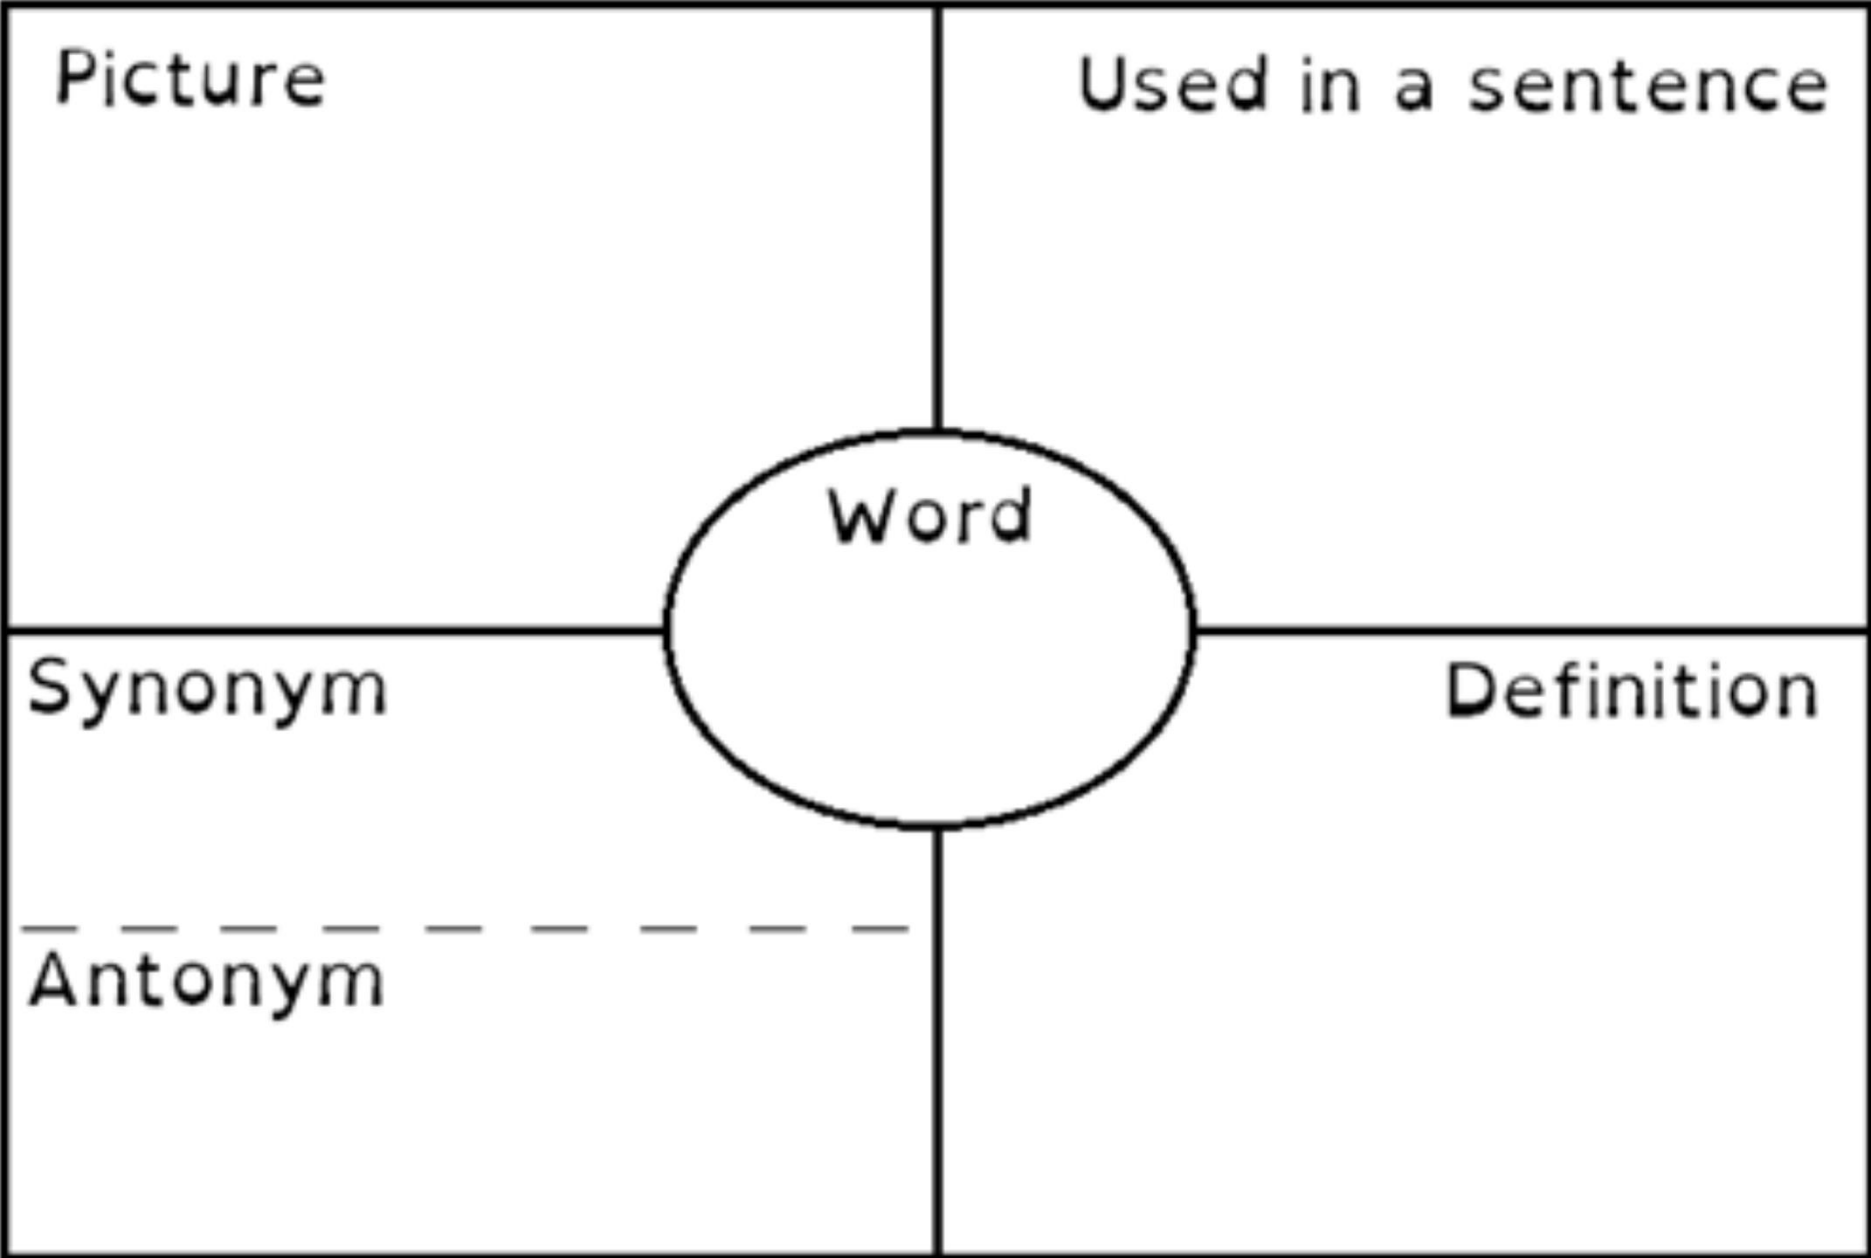 Picture
Used in a sentence
Word
Synonym
Definition
Antonym